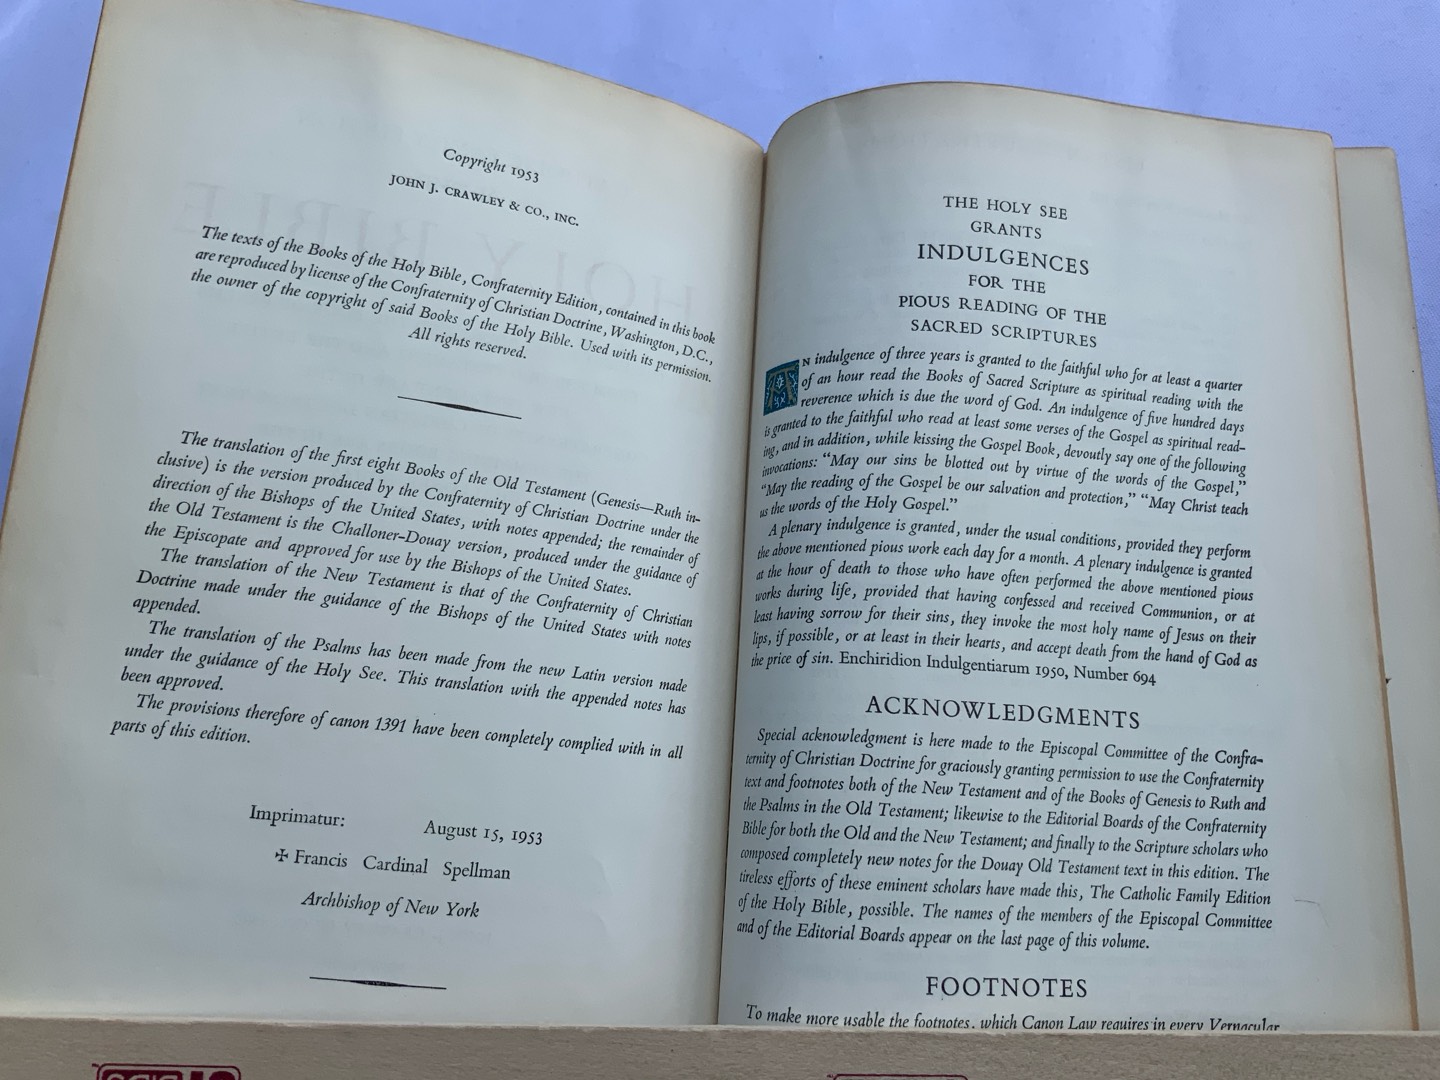 Copyright 1953
JOHN J. CRAWLEY & CO., INC.
The texts of the Books of the Holy Bible, Confraternity Edition, contained in this book
are reproduced by license of the Confraternity of Christian Doctrine, Washington, D.C.,
the owner of the copyright of said Books of the Holy Bible. Used with its permission.
All rights reserved.
The translation of the first eight Books of the Old Testament (Genesis—Ruth in-
clusive) is the version produced by the Confraternity of Christian Doctrine under the
direction of the Bishops of the United States, with notes appended; the remainder of
the Old Testament is the Challoner-Douay version, produced under the guidance of
the Episcopate and approved for use by the Bishops of the United States.
The translation of the New Testament is that of the Confraternity of Christian
Doctrine made under the guidance of the Bishops of the United States with notes
appended.
The translation of the Psalms has been made from the new Latin version made
under the guidance of the Holy See. This translation with the appended notes has
been approved.
The provisions therefore of canon 1391 have been completely complied with in all
parts of this edition.
Imprimatur: August 15, 1953
✠ Francis Cardinal Spellman
Archbishop of New York
THE HOLY SEE
GRANTS
INDULGENCES
FOR THE
PIOUS READING OF THE
SACRED SCRIPTURES
AN indulgence of three years is granted to the faithful who for at least a quarter
of an hour read the Books of Sacred Scripture as spiritual reading with the
reverence which is due the word of God. An indulgence of five hundred days
is granted to the faithful who read at least some verses of the Gospel as spiritual read-
ing, and in addition, while kissing the Gospel Book, devoutly say one of the following
invocations: "May our sins be blotted out by virtue of the words of the Gospel,"
"May the reading of the Gospel be our salvation and protection," "May Christ teach
us the words of the Holy Gospel."
A plenary indulgence is granted, under the usual conditions, provided they perform
the above mentioned pious work each day for a month. A plenary indulgence is granted
at the hour of death to those who have often performed the above mentioned pious
works during life, provided that having confessed and received Communion, or at
least having sorrow for their sins, they invoke the most holy name of Jesus on their
lips, if possible, or at least in their hearts, and accept death from the hand of God as
the price of sin. Enchiridion Indulgentiarum 1950, Number 694
ACKNOWLEDGMENTS
Special acknowledgment is here made to the Episcopal Committee of the Confra-
ternity of Christian Doctrine for graciously granting permission to use the Confraternity
text and footnotes both of the New Testament and of the Books of Genesis to Ruth and
the Psalms in the Old Testament; likewise to the Editorial Boards of the Confraternity
Bible for both the Old and the New Testament; and finally to the Scripture scholars who
composed completely new notes for the Douay Old Testament text in this edition. The
tireless efforts of these eminent scholars have made this, The Catholic Family Edition
of the Holy Bible, possible. The names of the members of the Episcopal Committee
and of the Editorial Boards appear on the last page of this volume.
FOOTNOTES
To make more usable the footnotes, which Canon Law requires in every Vernacular